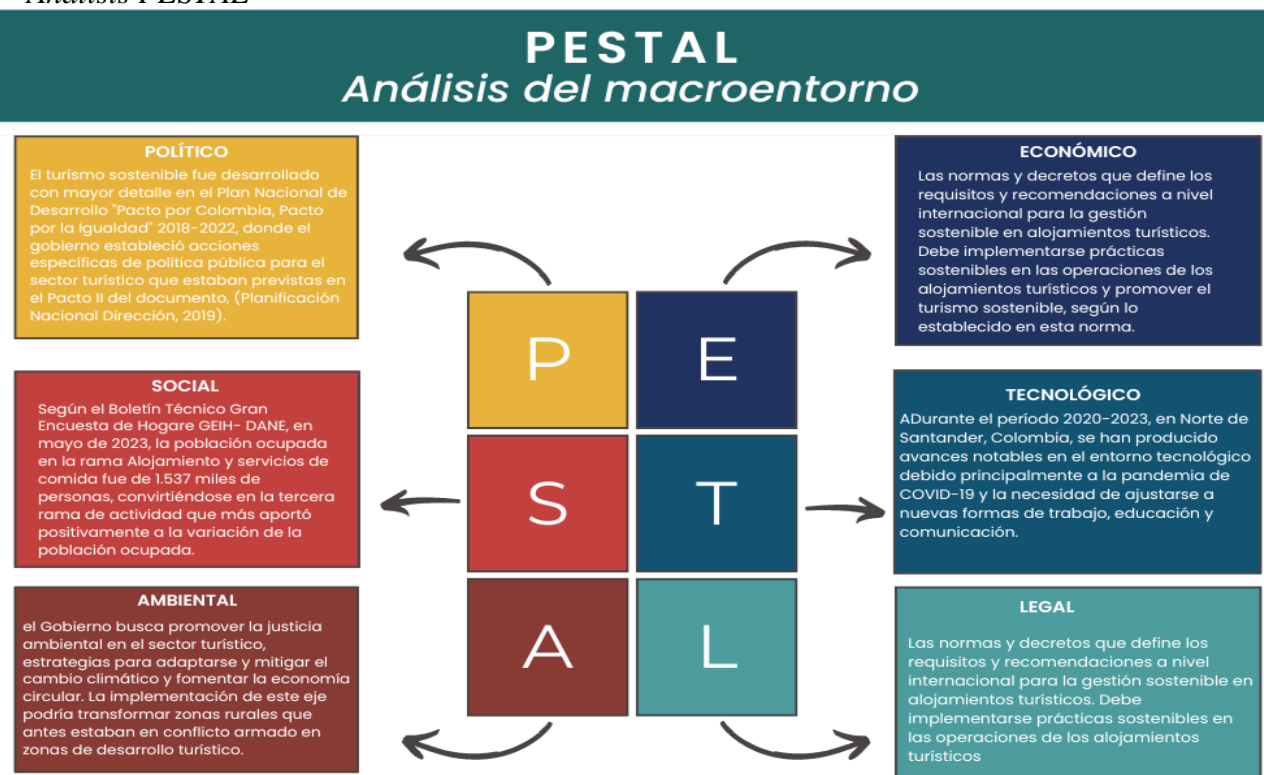 Análisis PESTAL
PESTAL
Análisis del macroentorno
POLÍTICO
El turismo sostenible fue desarrollado
con mayor detalle en el Plan Nacional de
Desarrollo "Pacto por Colombia, Pacto
por la Igualdad" 2018-2022, donde el
gobierno estableció acciones
específicas de política pública para el
sector turístico que estaban previstas en
el Pacto II del documento, (Planificación
Nacional Dirección, 2019).
ECONÓMICO
Las normas y decretos que define los
requisitos y recomendaciones a nivel
internacional para la gestión
sostenible en alojamientos turísticos.
Debe implementarse prácticas
sostenibles en las operaciones de los
alojamientos turísticos y promover el
turismo sostenible, según lo
establecido en esta norma.
P
E
SOCIAL
Según el Boletín Técnico Gran
Encuesta de Hogare GEIH- DANE, en
mayo de 2023, la población ocupada
en la rama Alojamiento y servicios de
comida fue de 1.537 miles de
personas, convirtiéndose en la tercera
rama de actividad que más aportó
positivamente a la variación de la
población ocupada.
S
T
TECNOLÓGICO
ADurante el período 2020-2023, en Norte de
Santander, Colombia, se han producido
avances notables en el entorno tecnológico
debido principalmente a la pandemia de
COVID-19 y la necesidad de ajustarse a
nuevas formas de trabajo, educación y
comunicación.
AMBIENTAL
el Gobierno busca promover la justicia
ambiental en el sector turístico,
estrategias para adaptarse y mitigar el
cambio climático y fomentar la economía
circular. La implementación de este eje
podría transformar zonas rurales que
antes estaban en conflicto armado en
zonas de desarrollo turístico.
A
L
LEGAL
Las normas y decretos que define los
requisitos y recomendaciones a nivel
internacional para la gestión sostenible en
alojamientos turísticos. Debe
implementarse prácticas sostenibles en
las operaciones de los alojamientos
turísticos